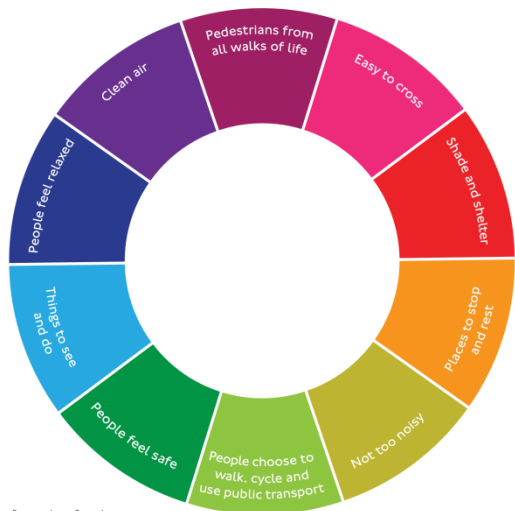 Pedestrians from
all walks of life
Easy to cross
Shade and shelter
Places to stop
and rest
Not too noisy
People choose to
walk, cycle and
use public transport
People feel safe
Things to see
and do
People feel relaxed
Clean air